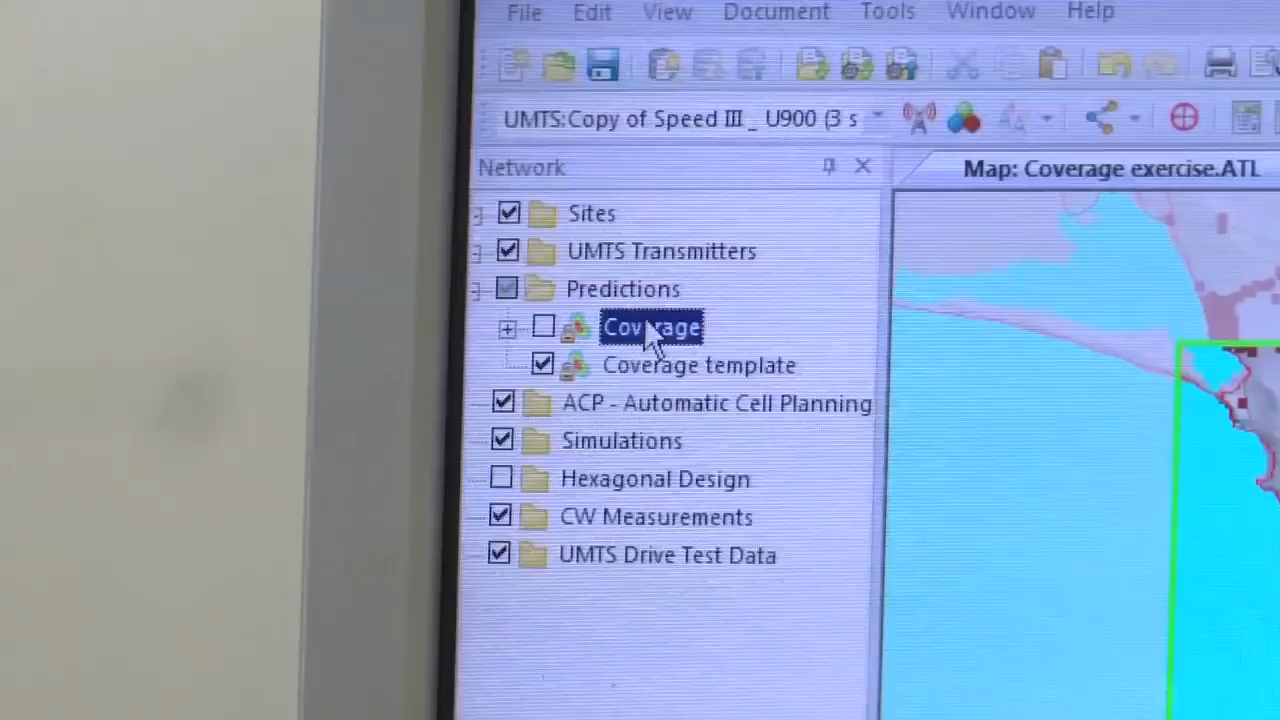 File Edit View Document Tools Window Help
UMTS:Copy of Speed III _ U900 (3 s
Network
Map: Coverage exercise.ATL
Sites
UMTS Transmitters
Predictions
Coverage
Coverage template
ACP - Automatic Cell Planning
Simulations
Hexagonal Design
CW Measurements
UMTS Drive Test Data